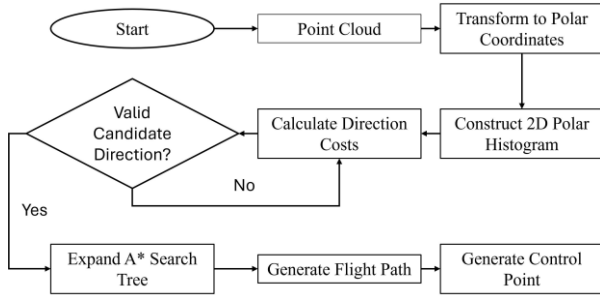 Start
Point Cloud
Transform to Polar
Coordinates
Valid
Candidate
Direction?
Calculate Direction
Costs
Construct 2D Polar
Histogram
No
Yes
Expand A* Search
Tree
Generate Flight Path
Generate Control
Point